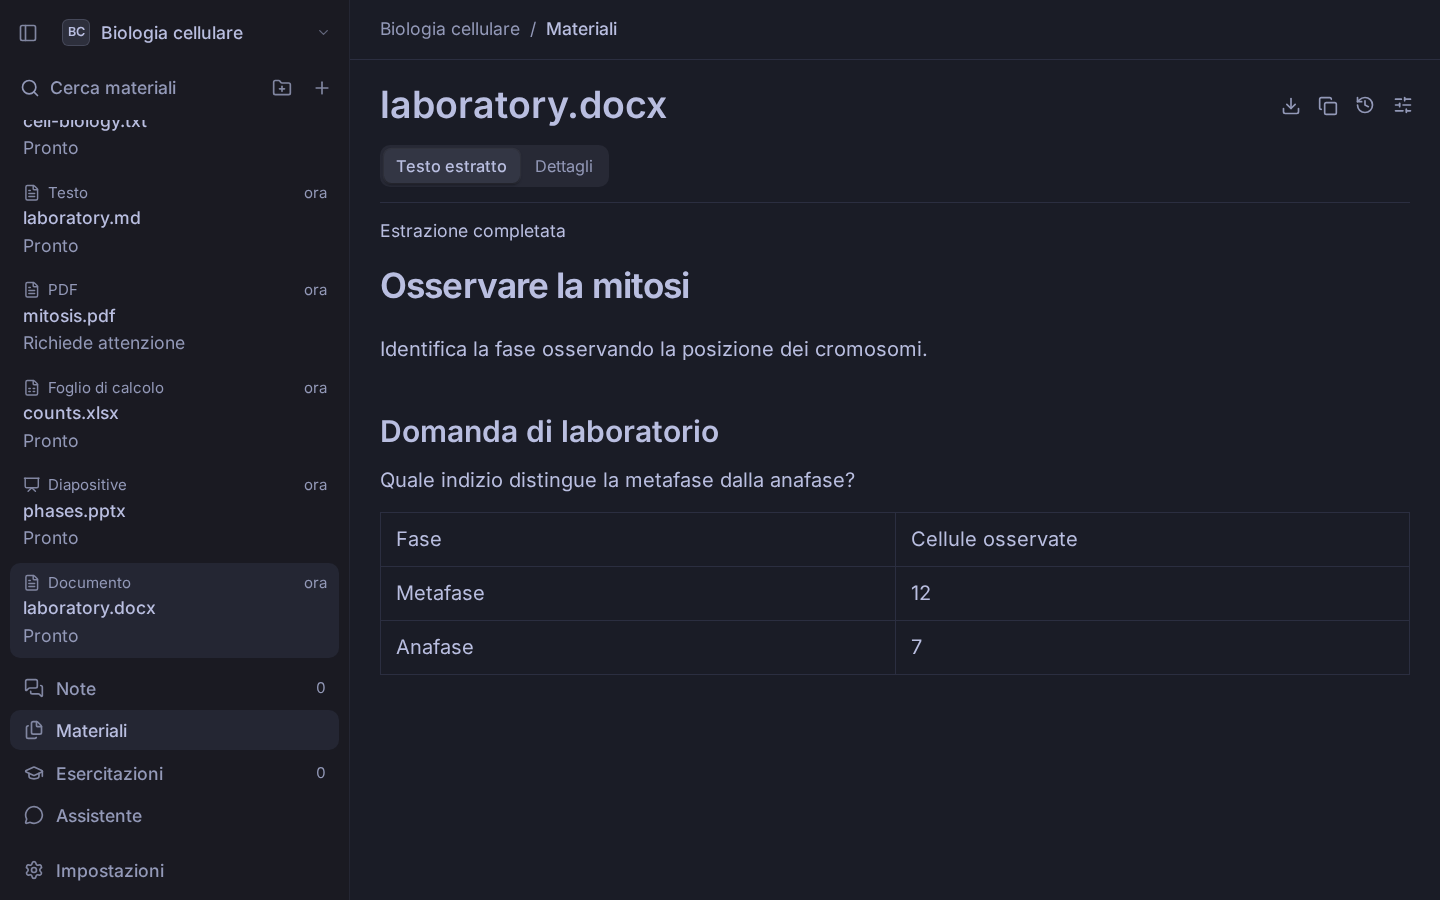 BC Biologia cellulare
Cerca materiali
cell-biology.txt
Pronto
Testo ora
laboratory.md
Pronto
PDF ora
mitosis.pdf
Richiede attenzione
Foglio di calcolo ora
counts.xlsx
Pronto
Diapositive ora
phases.pptx
Pronto
Documento ora
laboratory.docx
Pronto
Note 0
Materiali
Esercitazioni 0
Assistente
Impostazioni
Biologia cellulare / Materiali
laboratory.docx
Testo estratto Dettagli
Estrazione completata
Osservare la mitosi
Identifica la fase osservando la posizione dei cromosomi.
Domanda di laboratorio
Quale indizio distingue la metafase dalla anafase?
Fase Cellule osservate
Metafase 12
Anafase 7